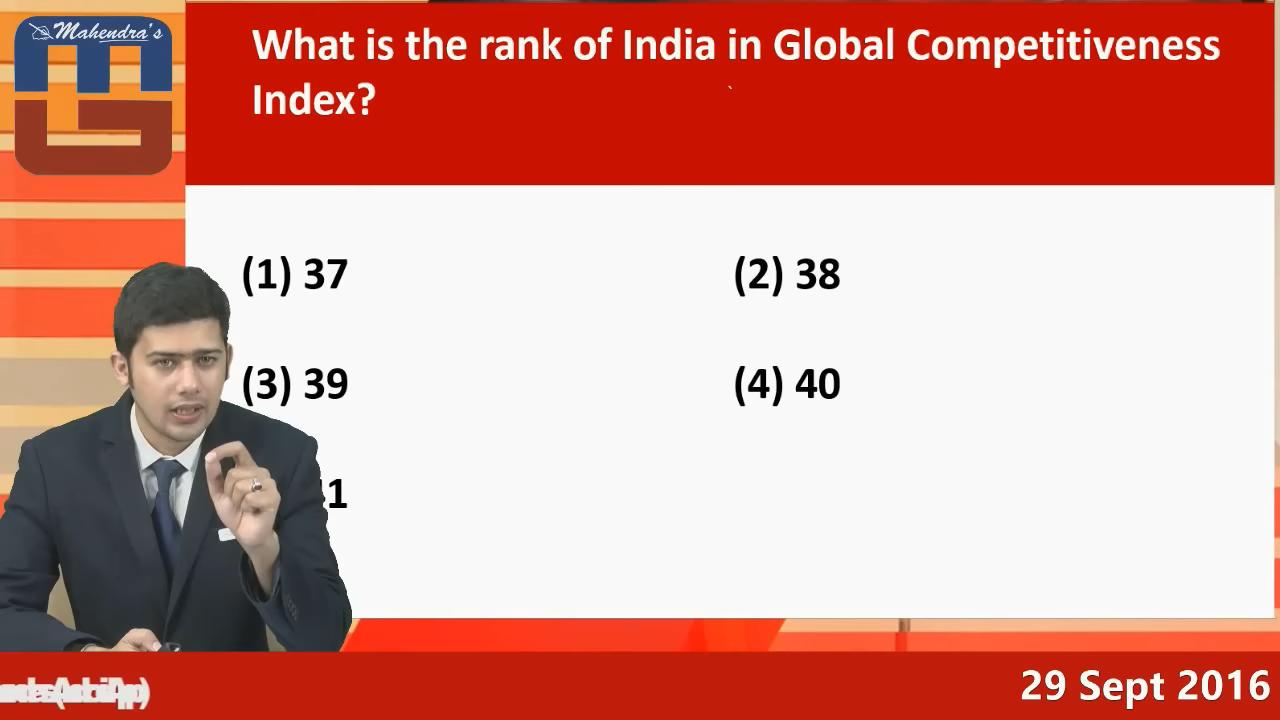 Mahendra's
What is the rank of India in Global Competitiveness
Index?
(1) 37
(2) 38
(3) 39
(4) 40
1
29 Sept 2016